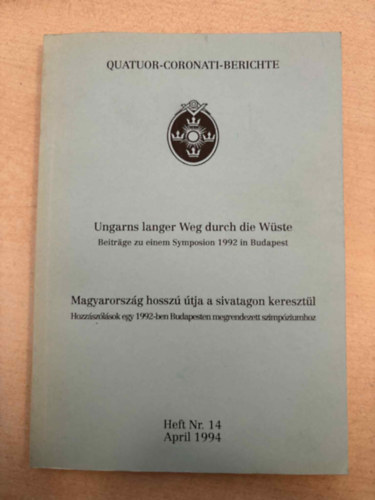 QUATUOR-CORONATI-BERICHTE
Ungarns langer Weg durch die Wüste
Beiträge zu einem Symposion 1992 in Budapest
Magyarország hosszú útja a sivatagon keresztül
Hozzászólások egy 1992-ben Budapesten megrendezett szimpóziumhoz
Heft Nr. 14
April 1994